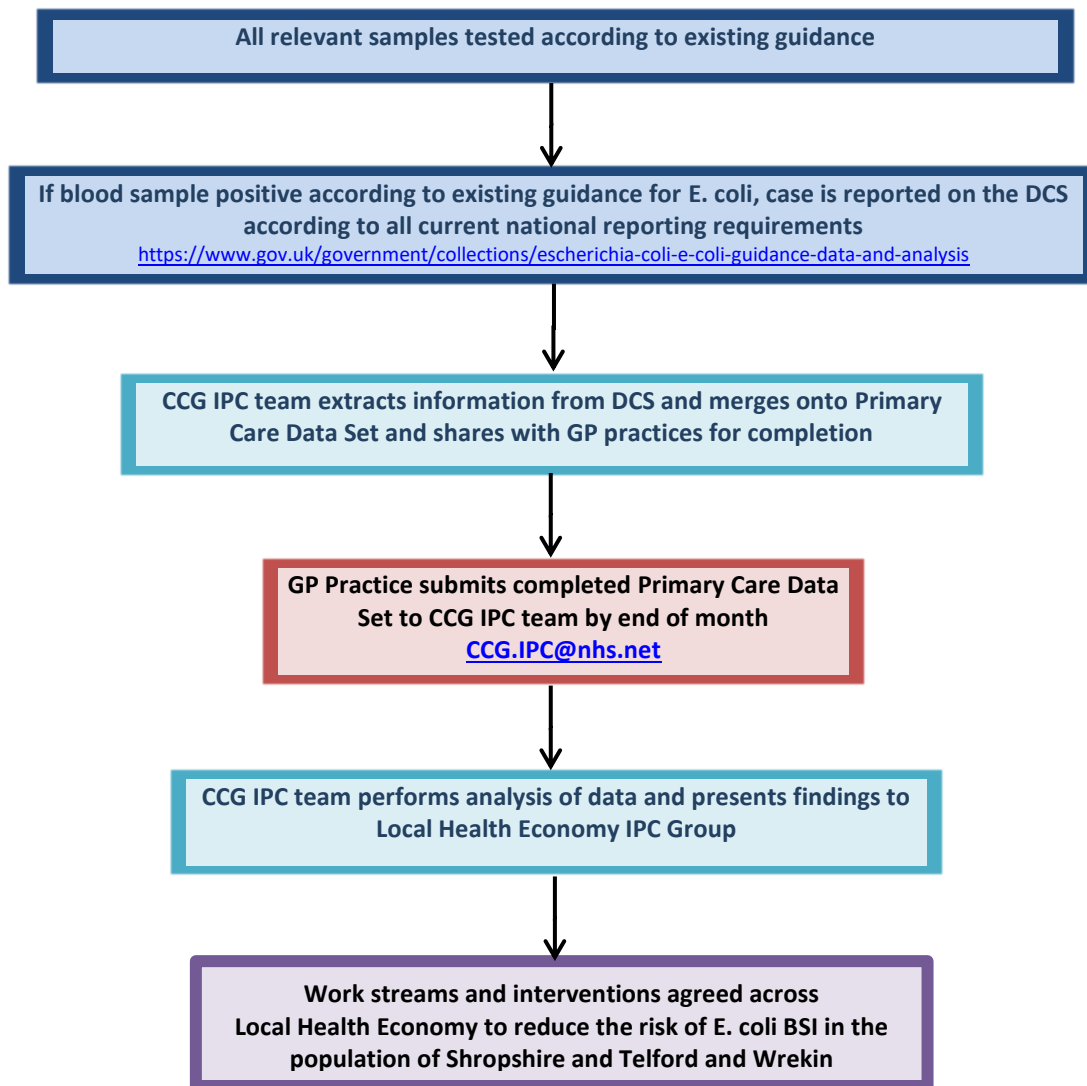 All relevant samples tested according to existing guidance
If blood sample positive according to existing guidance for E. coli, case is reported on the DCS
according to all current national reporting requirements
https://www.gov.uk/government/collections/escherichia-coli-e-coli-guidance-data-and-analysis
CCG IPC team extracts information from DCS and merges onto Primary
Care Data Set and shares with GP practices for completion
GP Practice submits completed Primary Care Data
Set to CCG IPC team by end of month
CCG.IPC@nhs.net
CCG IPC team performs analysis of data and presents findings to
Local Health Economy IPC Group
Work streams and interventions agreed across
Local Health Economy to reduce the risk of E. coli BSI in the
population of Shropshire and Telford and Wrekin